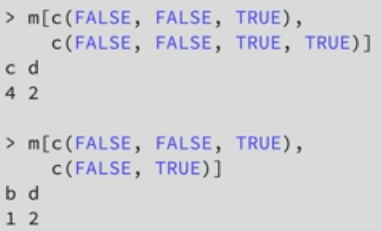 > m[c(FALSE, FALSE, TRUE),
c(FALSE, FALSE, TRUE, TRUE)]
c d
4 2
> m[c(FALSE, FALSE, TRUE),
c(FALSE, TRUE)]
b d
1 2